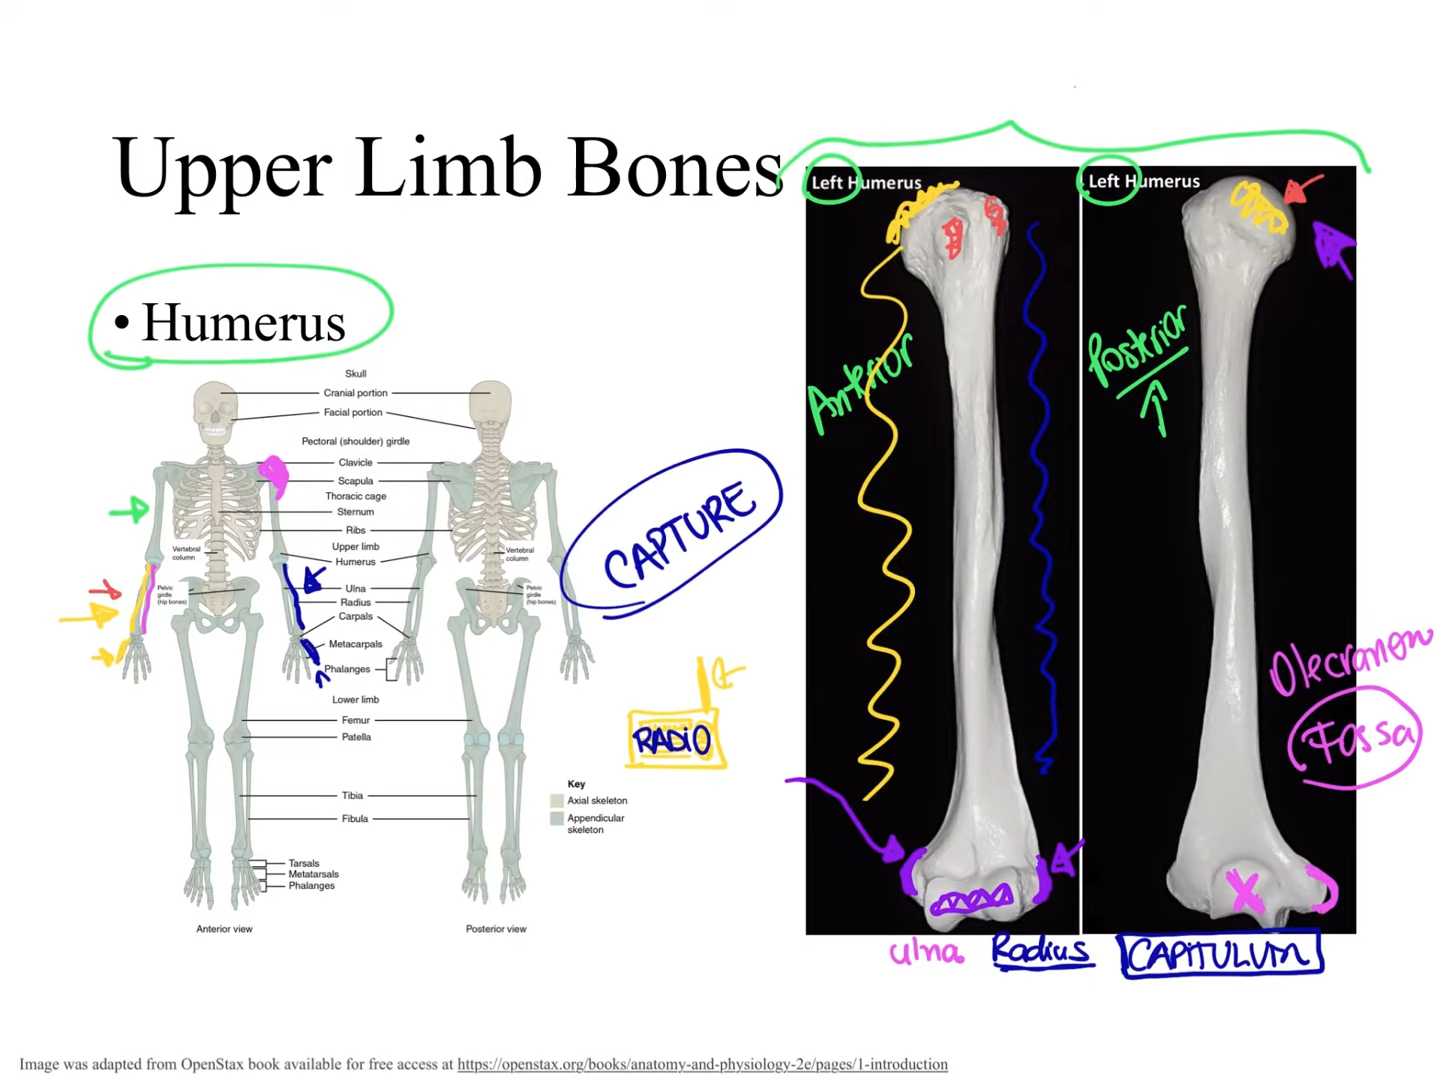 Upper Limb Bones
• Humerus
Skull
Cranial portion
Facial portion
Pectoral (shoulder) girdle
Clavicle
Scapula
Thoracic cage
Sternum
Ribs
Vertebral
column
Vertebral
column
Upper limb
Humerus
Pelvic
girdle
(hip bones)
Pelvic
girdle
(hip bones)
Ulna
Radius
Carpals
Metacarpals
Phalanges
Lower limb
Femur
Patella
Tibia
Fibula
Tarsals
Metatarsals
Phalanges
Key
Axial skeleton
Appendicular
skeleton
Anterior view
Posterior view
CAPTURE
RADIO
Left Humerus
Anterior
Left Humerus
Posterior
Olecranon
Fossa
ulna
Radius
CAPITULUM
Image was adapted from OpenStax book available for free access at https://openstax.org/books/anatomy-and-physiology-2e/pages/1-introduction